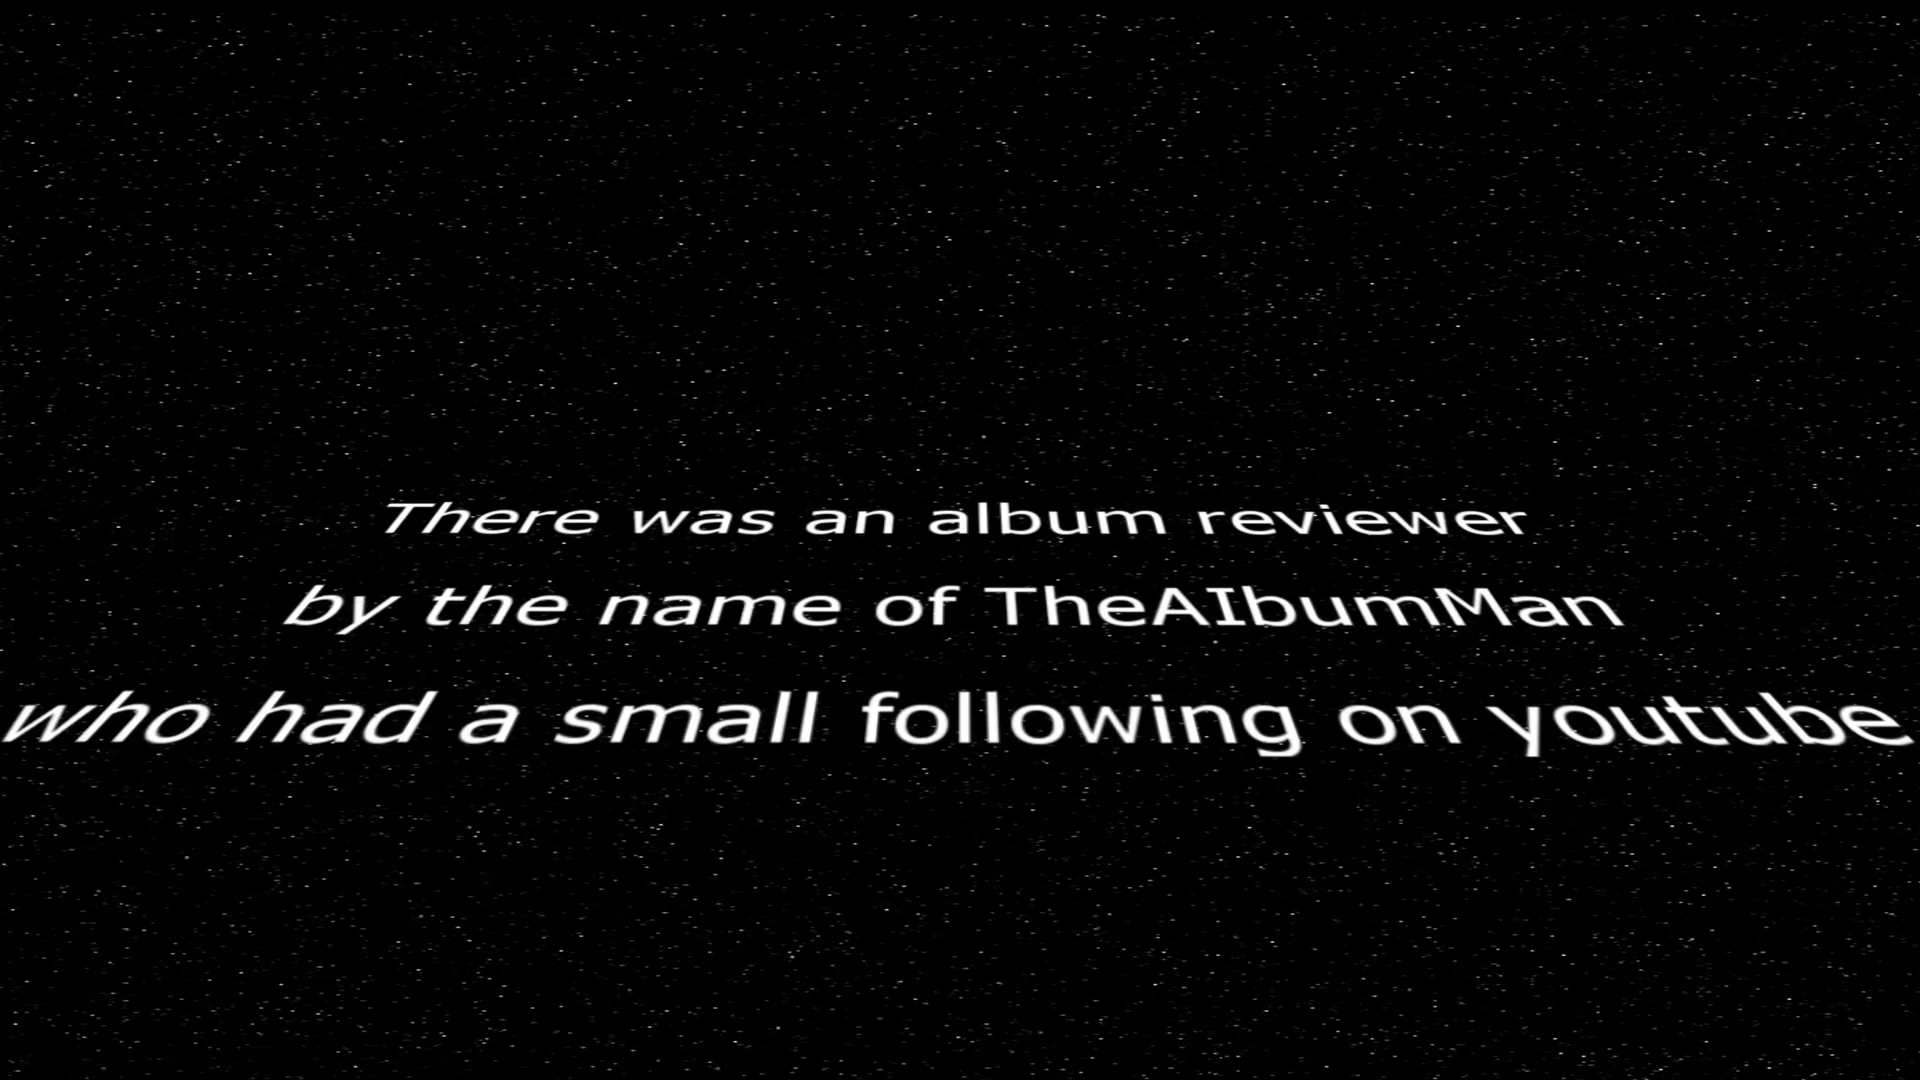 There was an album reviewer
by the name of TheAIbumMan
who had a small following on youtube